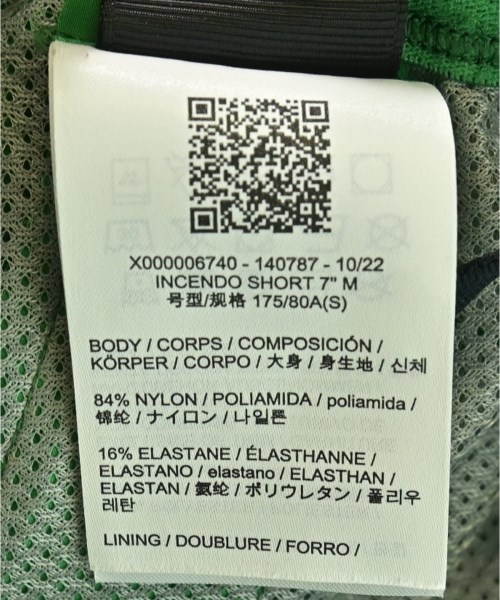 X000006740 - 140787 - 10/22
INCENDO SHORT 7" M
号型/规格 175/80A(S)
BODY / CORPS / COMPOSICIÓN /
KÖRPER / CORPO / 大身 / 身生地 / 신체
84% NYLON / POLIAMIDA / poliamida /
锦纶 / ナイロン / 나일론
16% ELASTANE / ÉLASTHANNE /
ELASTANO / elastano / ELASTHAN /
ELASTAN / 氨纶 / ポリウレタン / 폴리우
레탄
LINING / DOUBLURE / FORRO /